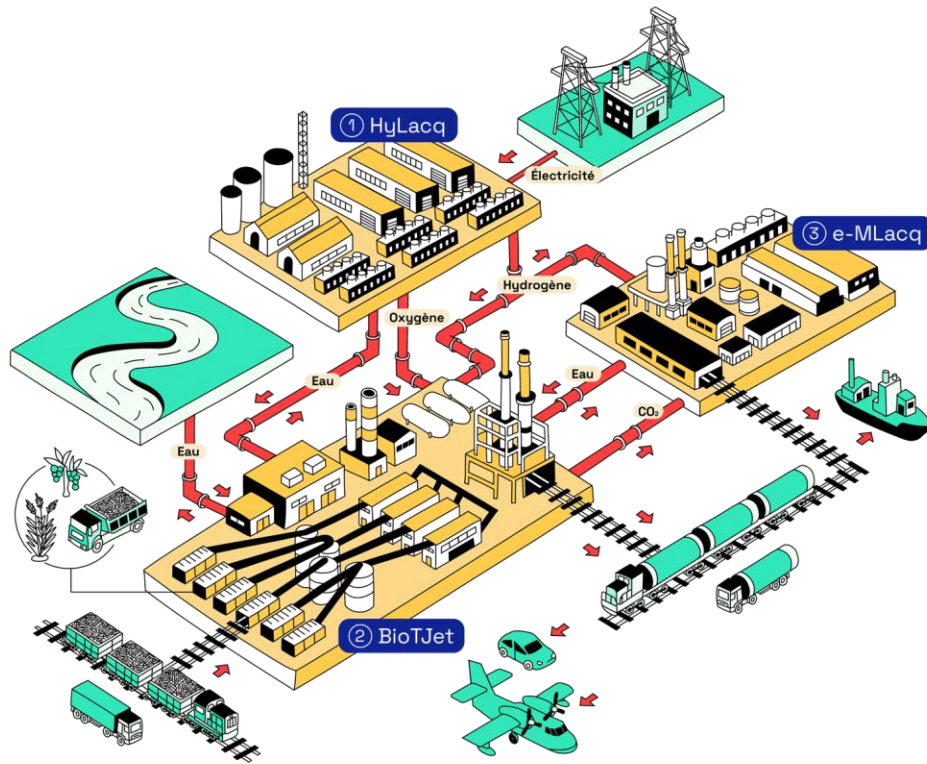 ① HyLacq
Électricité
③ e-MLacq
Hydrogène
Oxygène
Eau
Eau
CO₂
Eau
② BioTJet